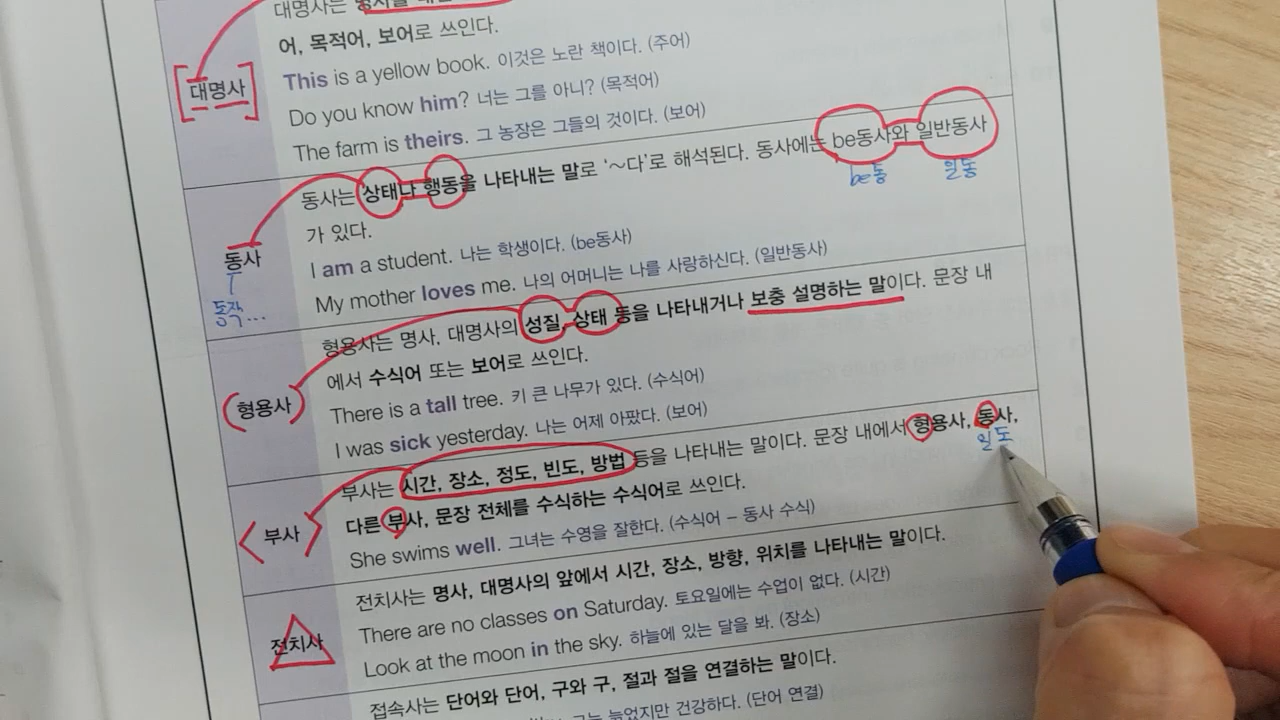 대명사는 명사를
어, 목적어, 보어로 쓰인다.
대명사
This is a yellow book. 이것은 노란 책이다. (주어)
Do you know him? 너는 그를 아니? (목적어)
The farm is theirs. 그 농장은 그들의 것이다. (보어)
동사는 상태나 행동을 나타내는 말로 '~다'로 해석된다. 동사에는 be동사와 일반동사
be동 일동
가 있다.
동사
I am a student. 나는 학생이다. (be동사)
동작...
My mother loves me. 나의 어머니는 나를 사랑하신다. (일반동사)
형용사는 명사, 대명사의 성질, 상태 등을 나타내거나 보충 설명하는 말이다. 문장 내
에서 수식어 또는 보어로 쓰인다.
형용사
There is a tall tree. 키 큰 나무가 있다. (수식어)
I was sick yesterday. 나는 어제 아팠다. (보어)
부사는 시간, 장소, 정도, 빈도, 방법 등을 나타내는 말이다. 문장 내에서 형용사, 동사,
일도
다른 부사, 문장 전체를 수식하는 수식어로 쓰인다.
부사
She swims well. 그녀는 수영을 잘한다. (수식어 – 동사 수식)
전치사는 명사, 대명사의 앞에서 시간, 장소, 방향, 위치를 나타내는 말이다.
전치사
There are no classes on Saturday. 토요일에는 수업이 없다. (시간)
Look at the moon in the sky. 하늘에 있는 달을 봐. (장소)
접속사는 단어와 단어, 구와 구, 절과 절을 연결하는 말이다.
그는 늙었지만 건강하다. (단어 연결)